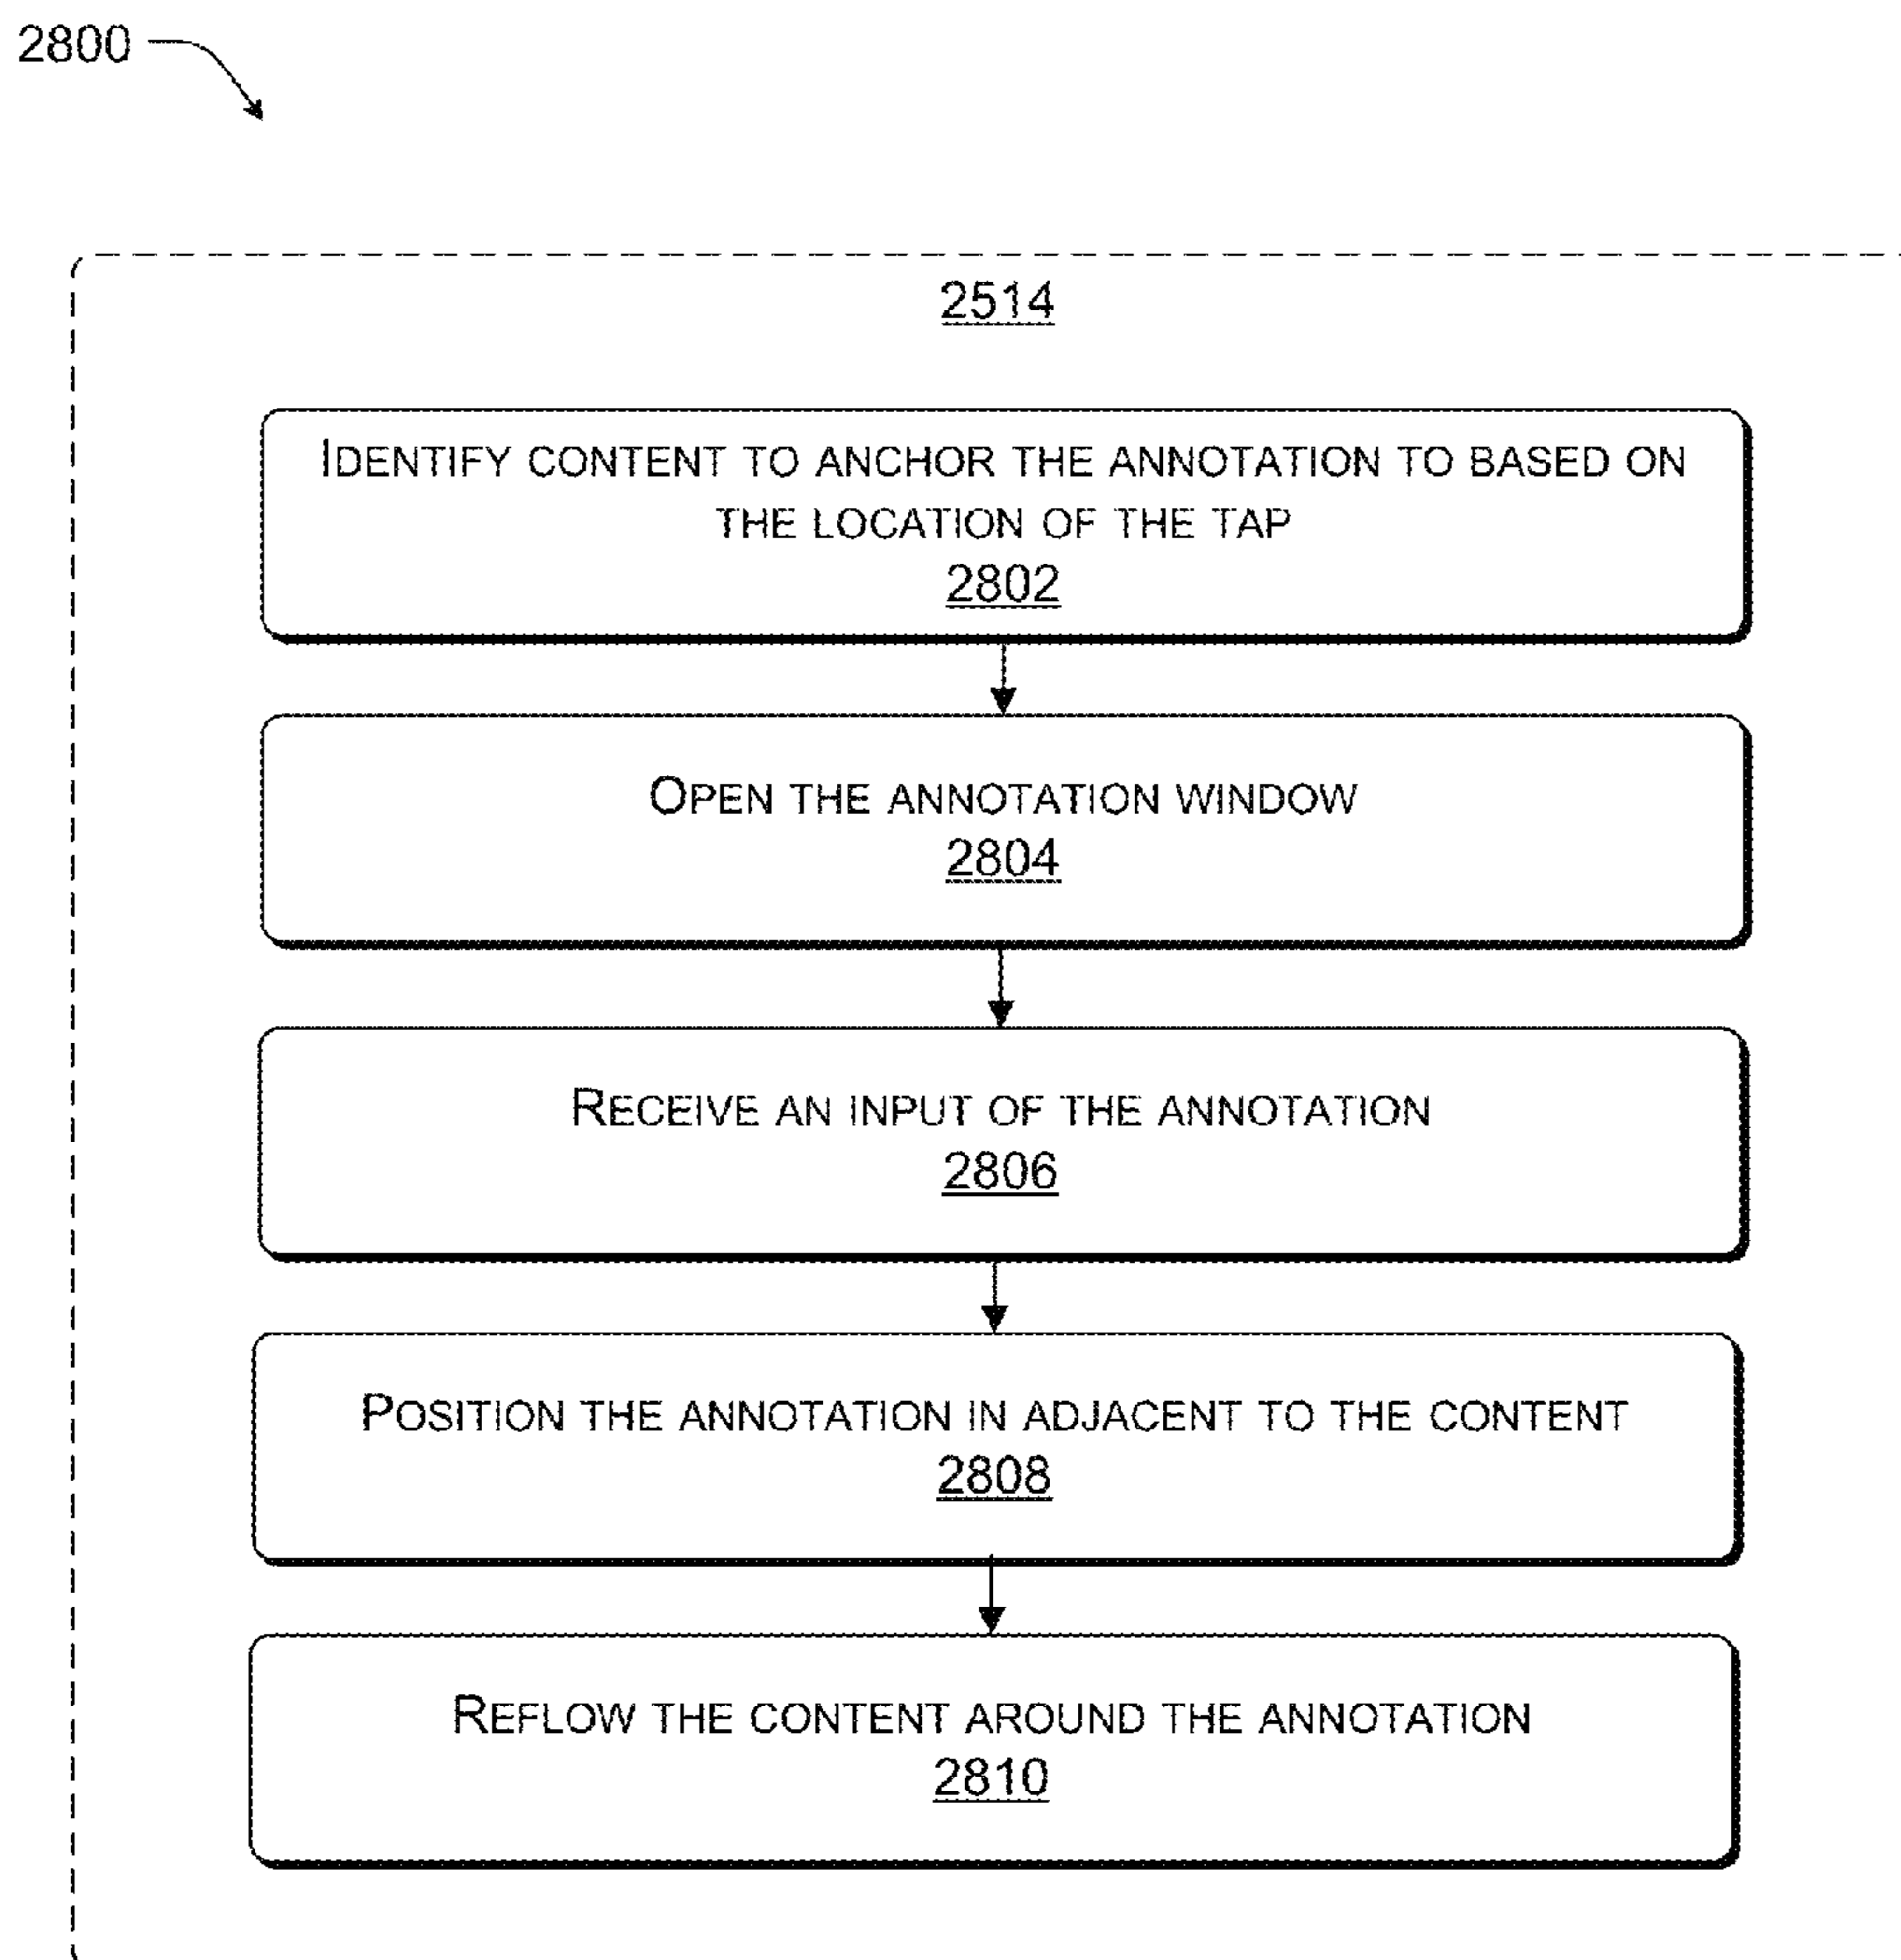 2800
2514
IDENTIFY CONTENT TO ANCHOR THE ANNOTATION TO BASED ON
THE LOCATION OF THE TAP
2802
OPEN THE ANNOTATION WINDOW
2804
RECEIVE AN INPUT OF THE ANNOTATION
2806
POSITION THE ANNOTATION IN ADJACENT TO THE CONTENT
2808
REFLOW THE CONTENT AROUND THE ANNOTATION
2810